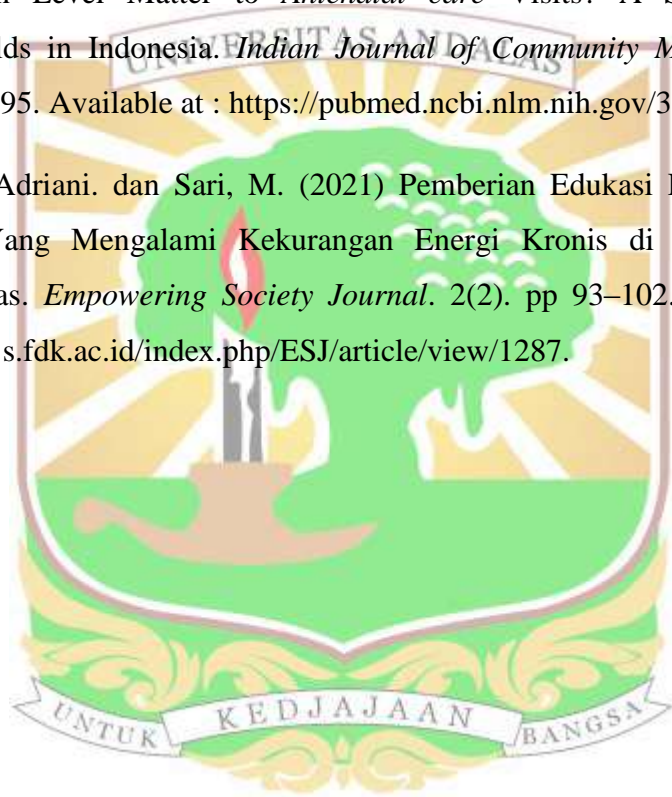 Level Matter to Antenatal care Visits? A
in Indonesia. Indian Journal of Community
UNIVERSITAS ANDALAS
95. Available at : https://pubmed.ncbi.nlm.nih.gov/3
Adriani. dan Sari, M. (2021) Pemberian Edukasi
Yang Mengalami Kekurangan Energi Kronis di
as. Empowering Society Journal. 2(2). pp 93–102.
s.fdk.ac.id/index.php/ESJ/article/view/1287.
UNTUK KEDJAJAAN BANGSA